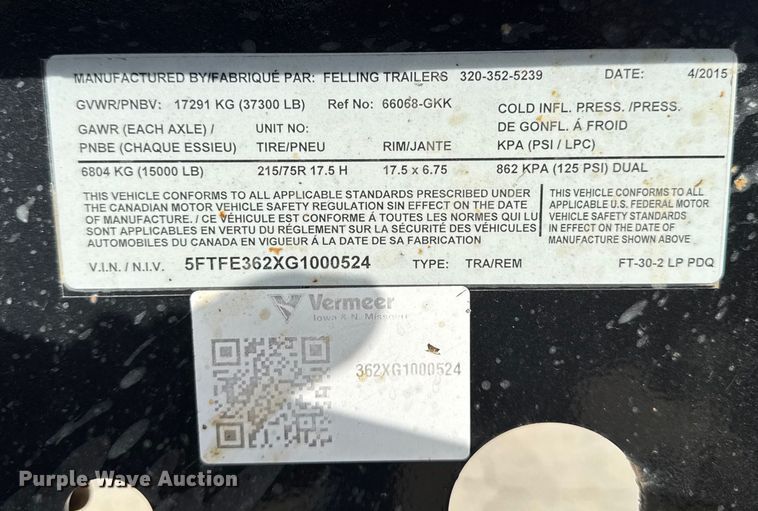 MANUFACTURED BY/FABRIQUÉ PAR: FELLING TRAILERS 320-352-5239 DATE: 4/2015
GVWR/PNBV: 17291 KG (37300 LB) Ref No: 66068-GKK COLD INFL. PRESS. /PRESS.
GAWR (EACH AXLE) / UNIT NO: DE GONFL. Á FROID
PNBE (CHAQUE ESSIEU) TIRE/PNEU RIM/JANTE KPA (PSI / LPC)
6804 KG (15000 LB) 215/75R 17.5 H 17.5 x 6.75 862 KPA (125 PSI) DUAL
THIS VEHICLE CONFORMS TO ALL APPLICABLE STANDARDS PRESCRIBED UNDER
THE CANADIAN MOTOR VEHICLE SAFETY REGULATION SIN EFFECT ON THE DATE
OF MANUFACTURE. / CE VÉHICULE EST CONFORME Á TOUTES LES NORMES QUI LUI
SONT APPLICABLES EN VERTU DU RÉGLEMENT SUR LA SÉCURITÉ DES VÉHICULES
AUTOMOBILES DU CANADA EN VIGUEUR Á LA DATE DE SA FABRICATION
THIS VEHICLE CONFORMS TO ALL
APPLICABLE U.S. FEDERAL MOTOR
VEHICLE SAFETY STANDARDS
IN EFFECT ON THE DATE OF
MANUFACTURE SHOWN ABOVE
V.I.N. / N.I.V. 5FTFE362XG1000524 TYPE: TRA/REM FT-30-2 LP PDQ
Vermeer
Iowa & N. Missouri
362XG1000524
Purple Wave Auction